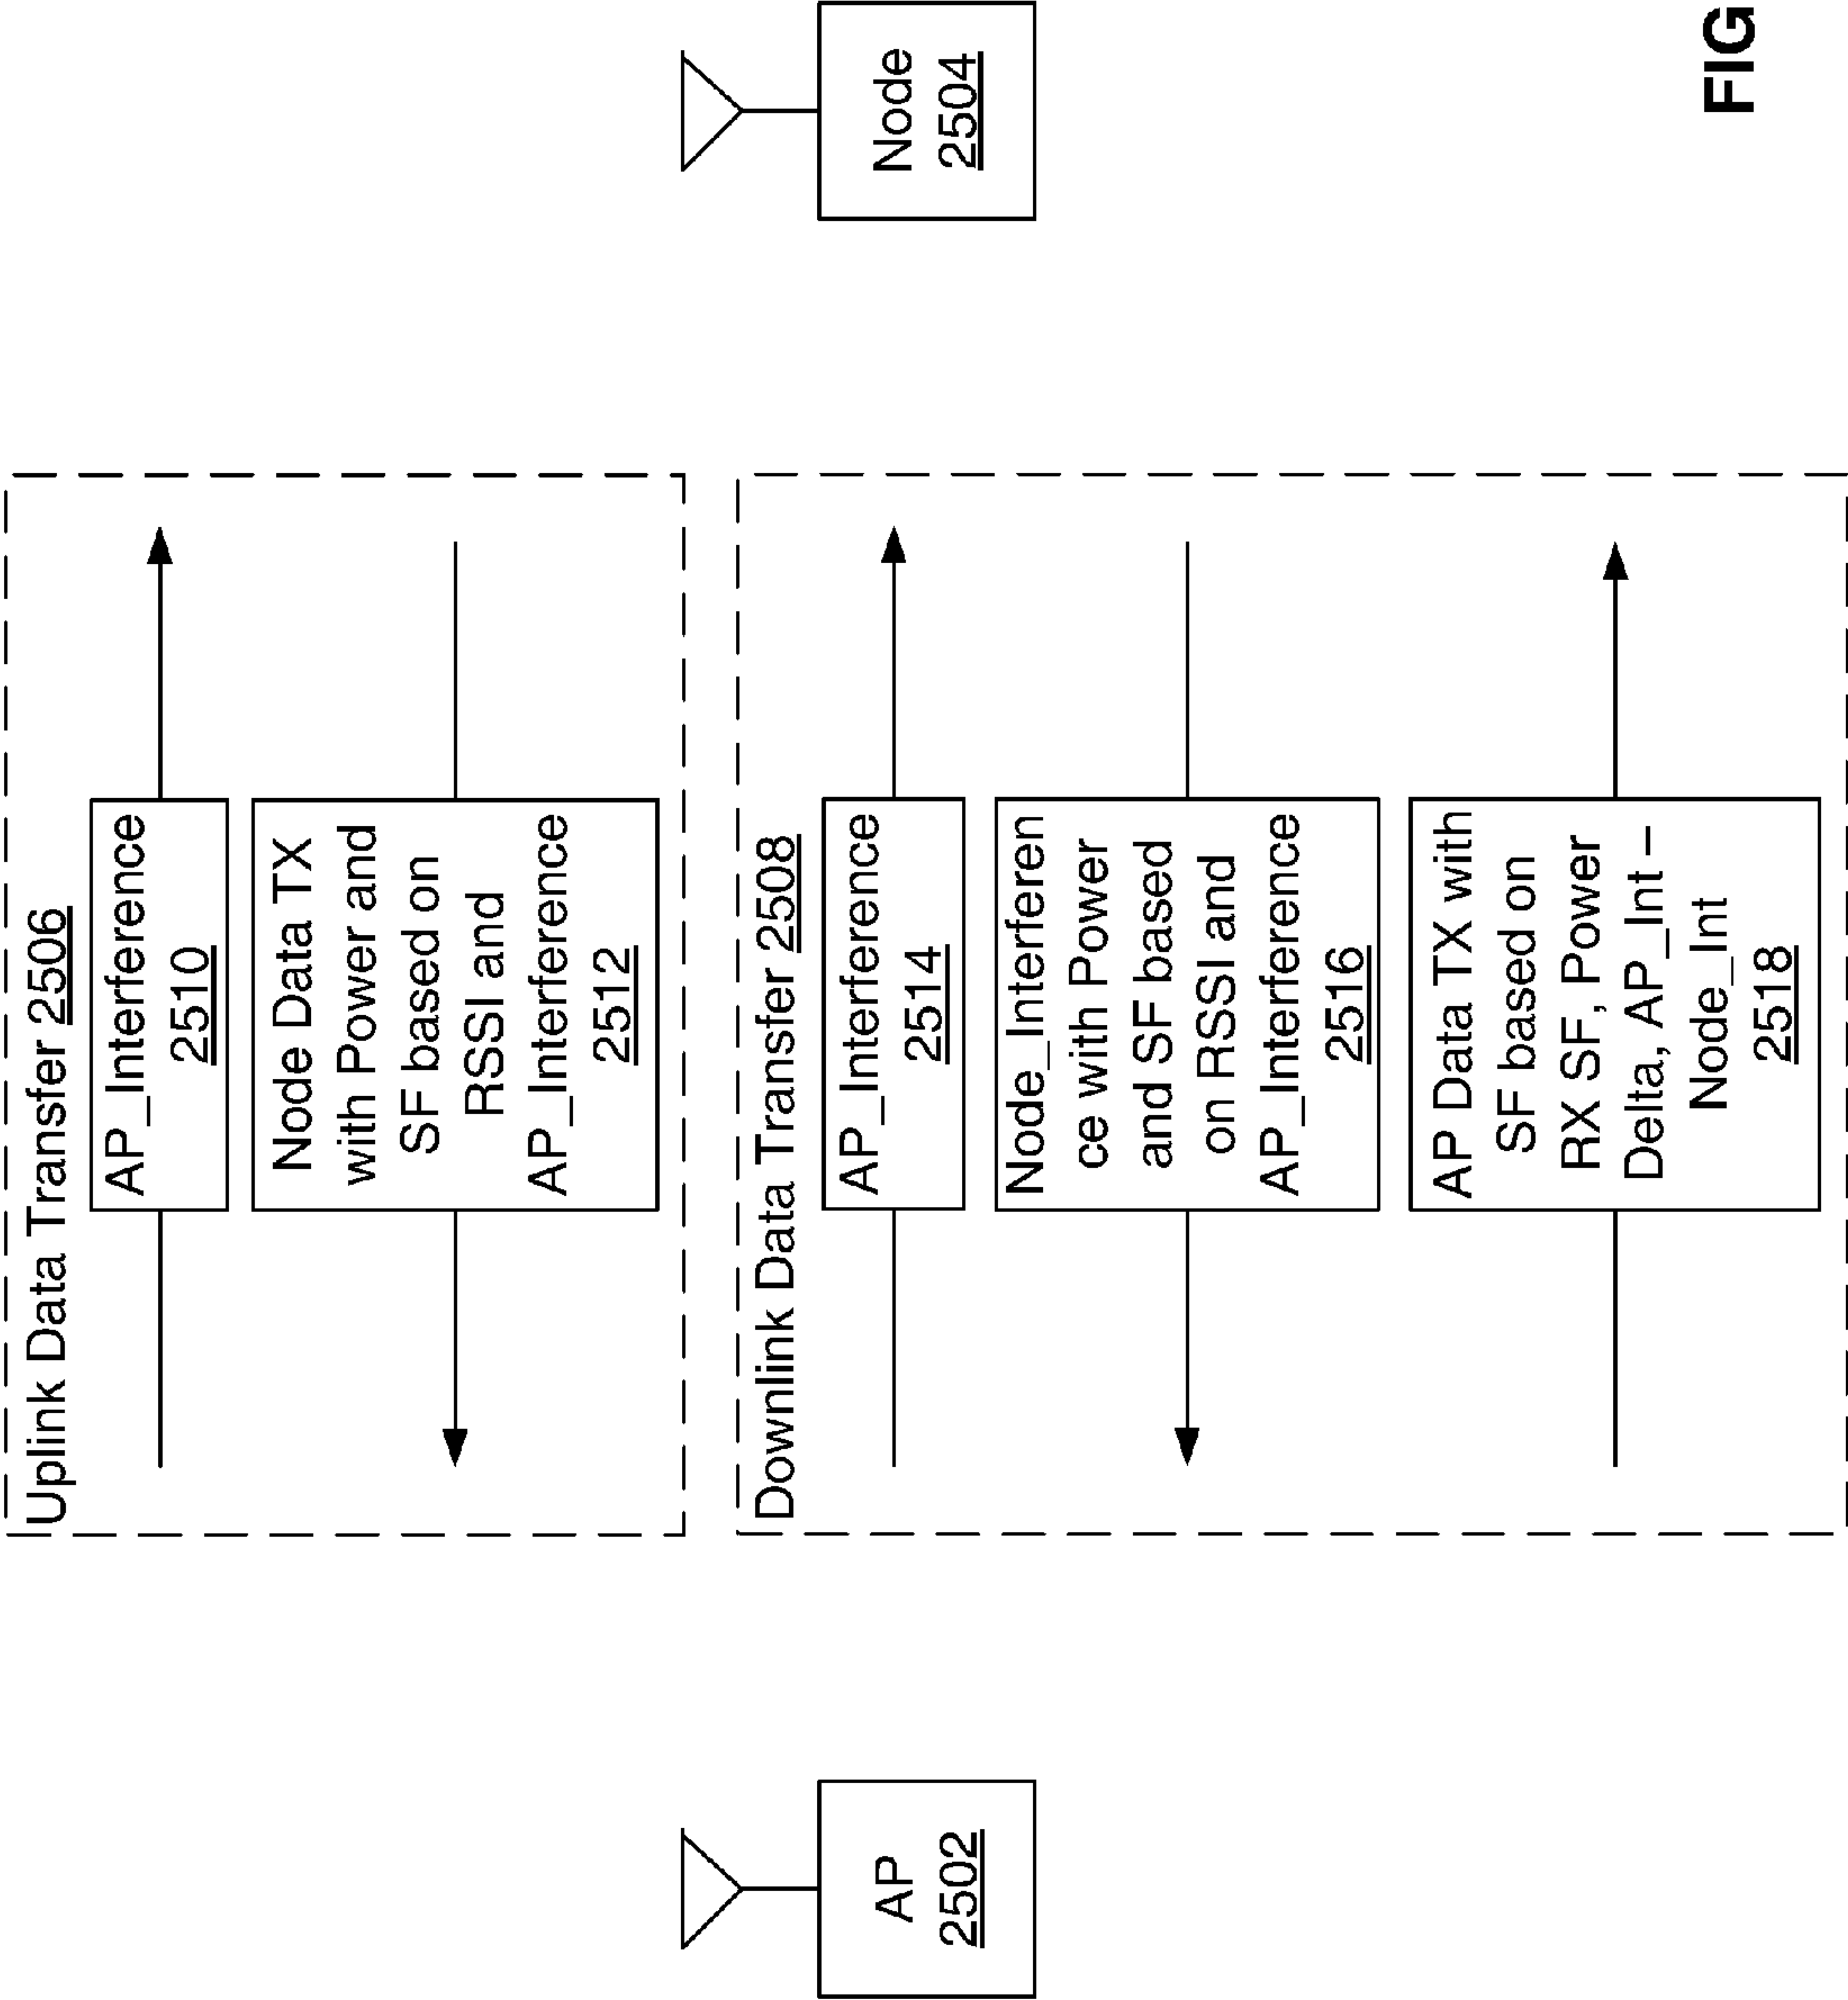 Uplink Data Transfer 2506
AP_Interference
2510
Node Data TX
with Power and
SF based on
RSSI and
AP_Interference
2512
AP
2502
Node
2504
Downlink Data Transfer 2508
AP_Interference
2514
Node_Interferen
ce with Power
and SF based
on RSSI and
AP_Interference
2516
AP Data TX with
SF based on
RX SF, Power
Delta, AP_Int –
Node_Int
2518
FIG